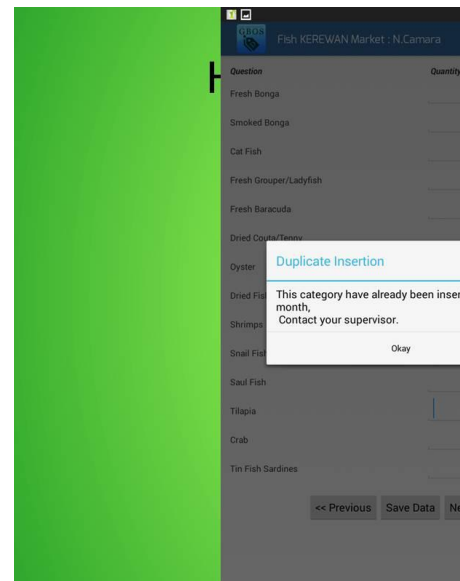 H
GBOS
Fish KEREWAN Market : N.Camara
Question Quantity
Fresh Bonga
Smoked Bonga
Cat Fish
Fresh Grouper/Ladyfish
Fresh Baracuda
Dried Couta/Tenny
Oyster
Dried Fis
Shrimps
Snail Fish
Saul Fish
Tilapia
Crab
Tin Fish Sardines
Duplicate Insertion
This category have already been inser
month,
Contact your supervisor.
Okay
<< Previous Save Data Ne